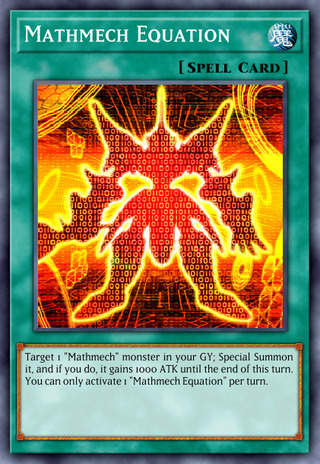 Mathmech Equation
[Spell Card]
Target 1 "Mathmech" monster in your GY; Special Summon
it, and if you do, it gains 1000 ATK until the end of this turn.
You can only activate 1 "Mathmech Equation" per turn.